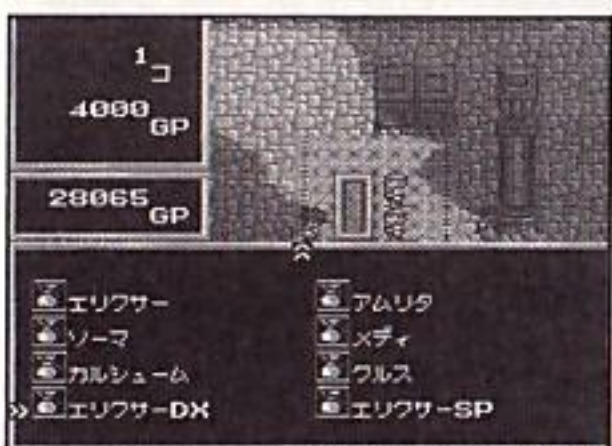 1コ
4000GP
28065GP
エリクサー アムリタ
ソーマ メディ
カルシューム クルス
»エリクサーDX エリクサーSP